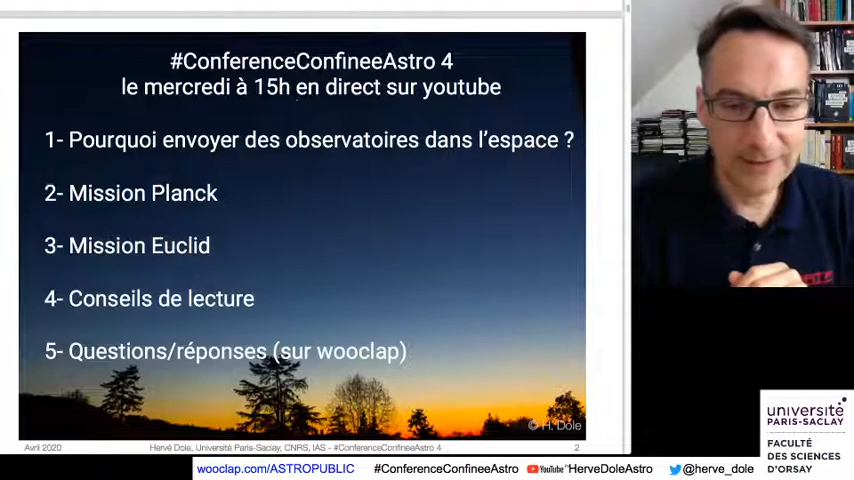 #ConferenceConfineeAstro 4
le mercredi à 15h en direct sur youtube
1- Pourquoi envoyer des observatoires dans l'espace ?
2- Mission Planck
3- Mission Euclid
4- Conseils de lecture
5- Questions/réponses (sur wooclap)
© H. Dole
Avril 2020 Hervé Dole, Université Paris-Saclay, CNRS, IAS - #ConferenceConfineeAstro 4 2
wooclap.com/ASTROPUBLIC #ConferenceConfineeAstro YouTube HerveDoleAstro @herve_dole
université
PARIS-SACLAY
FACULTÉ
DES SCIENCES
D'ORSAY